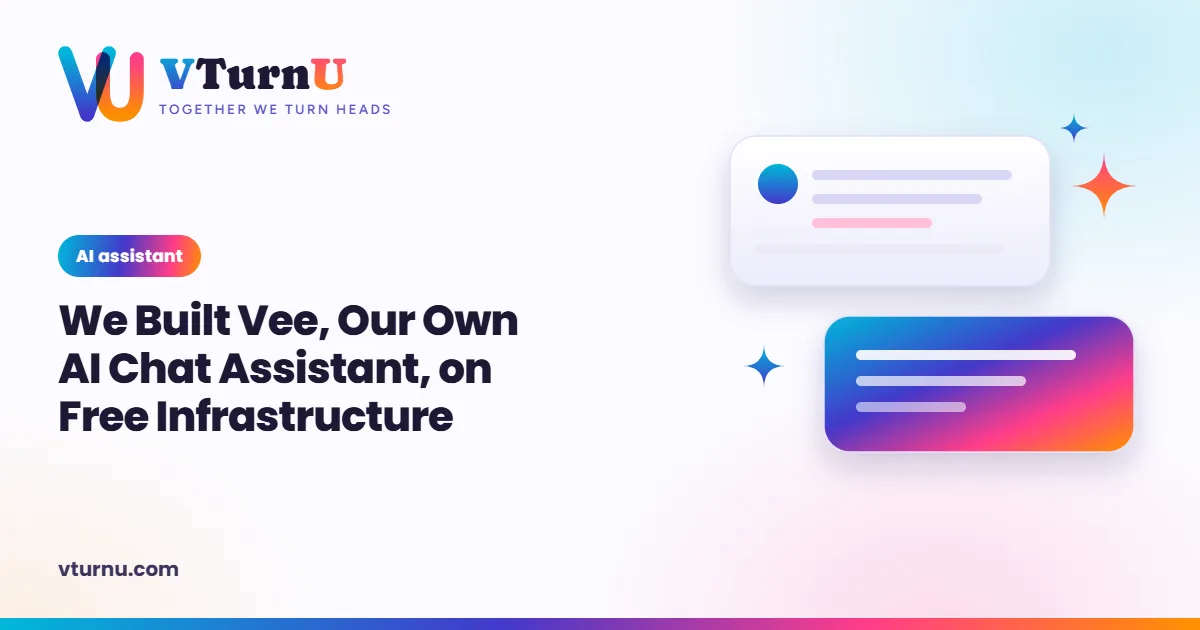 VTurnU
TOGETHER WE TURN HEADS
AI assistant
We Built Vee, Our Own
AI Chat Assistant, on
Free Infrastructure
vturnu.com